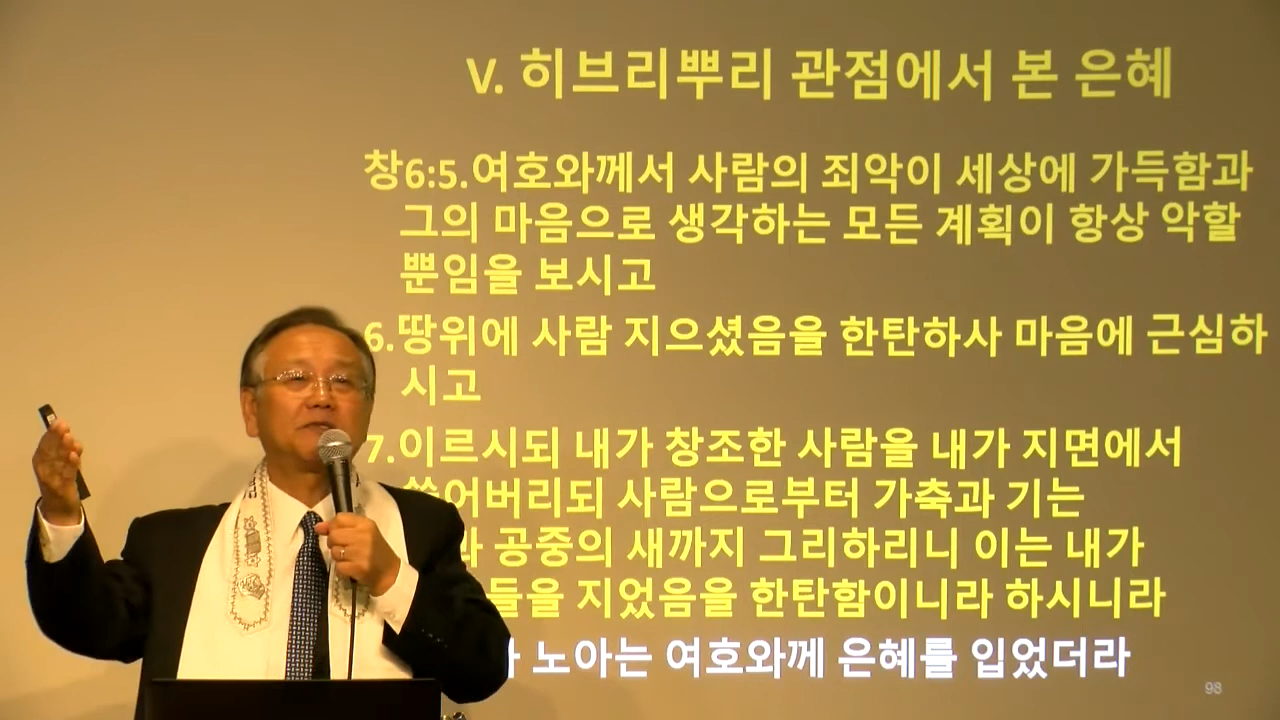 V. 히브리뿌리 관점에서 본 은혜
창6:5.여호와께서 사람의 죄악이 세상에 가득함과
그의 마음으로 생각하는 모든 계획이 항상 악할
뿐임을 보시고
6.땅위에 사람 지으셨음을 한탄하사 마음에 근심하
시고
7.이르시되 내가 창조한 사람을 내가 지면에서
쓸어버리되 사람으로부터 가축과 기는
공중의 새까지 그리하리니 이는 내가
지었음을 한탄함이니라 하시니라
노아는 여호와께 은혜를 입었더라
98